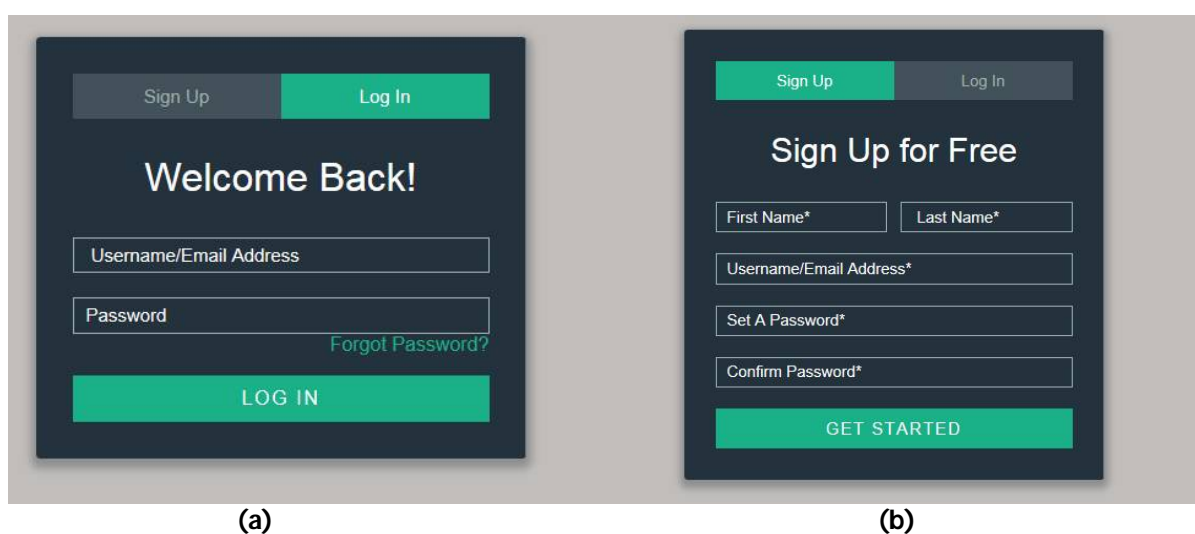 Sign Up Log In
Welcome Back!
Username/Email Address
Password
Forgot Password?
LOG IN
(a)
Sign Up Log In
Sign Up for Free
First Name* Last Name*
Username/Email Address*
Set A Password*
Confirm Password*
GET STARTED
(b)